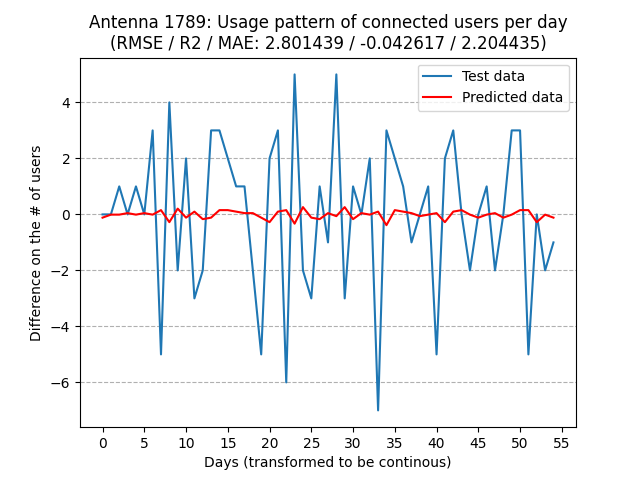 Antenna 1789: Usage pattern of connected users per day
(RMSE / R2 / MAE: 2.801439 / -0.042617 / 2.204435)
Test data
Predicted data
Difference on the # of users
4
2
0
−2
−4
−6
0 5 10 15 20 25 30 35 40 45 50 55
Days (transformed to be continous)